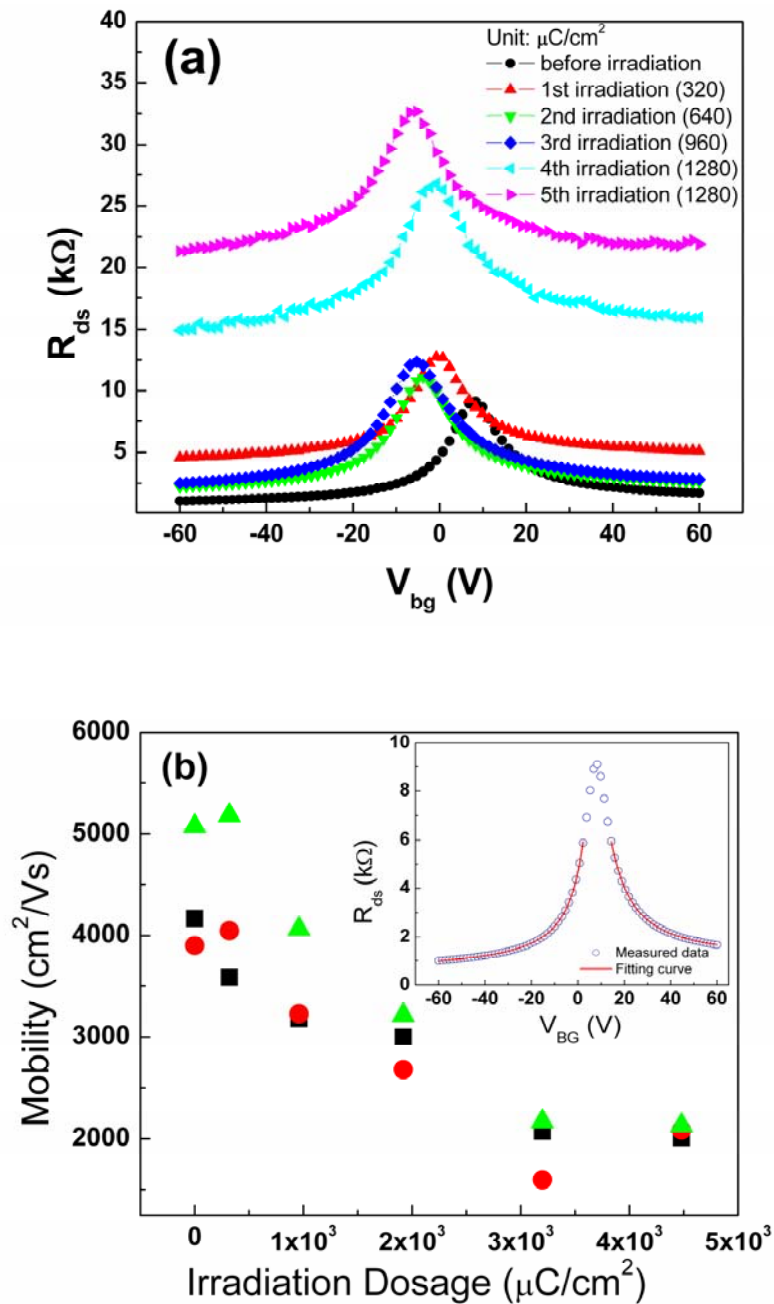 (a)
Unit: μC/cm²
before irradiation
1st irradiation (320)
2nd irradiation (640)
3rd irradiation (960)
4th irradiation (1280)
5th irradiation (1280)
40
35
30
25
20
15
10
5
R_ds (kΩ)
-60 -40 -20 0 20 40 60
V_bg (V)
(b)
6000
5000
4000
3000
2000
Mobility (cm²/Vs)
10
8
6
4
2
0
R_ds (kΩ)
Measured data
Fitting curve
-60 -40 -20 0 20 40 60
V_BG (V)
0 1x10³ 2x10³ 3x10³ 4x10³ 5x10³
Irradiation Dosage (μC/cm²)